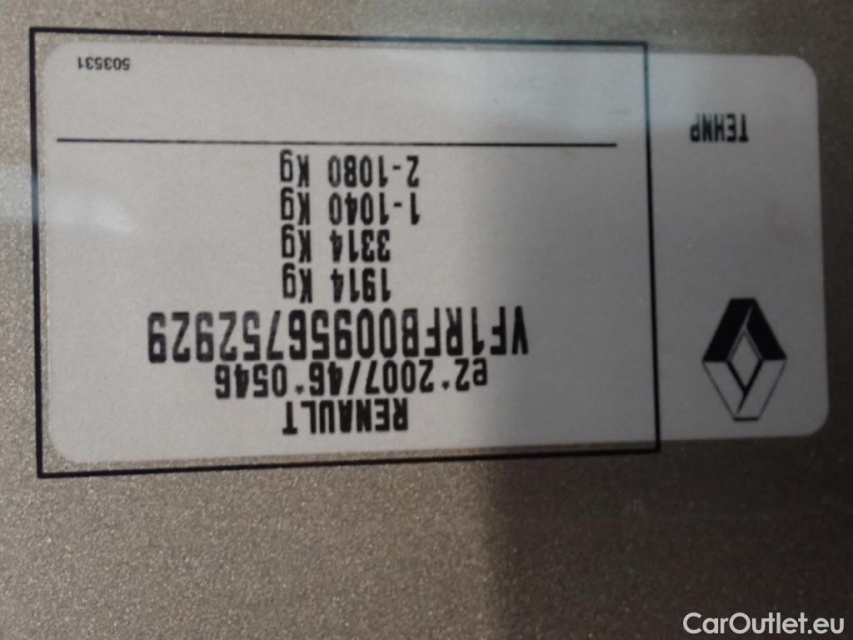 RENAULT
e2*2007/46*0546
VF1RFB00956752929
1914 Kg
3314 Kg
1-1040 Kg
2-1080 Kg
503531
TEHNP
CarOutlet.eu